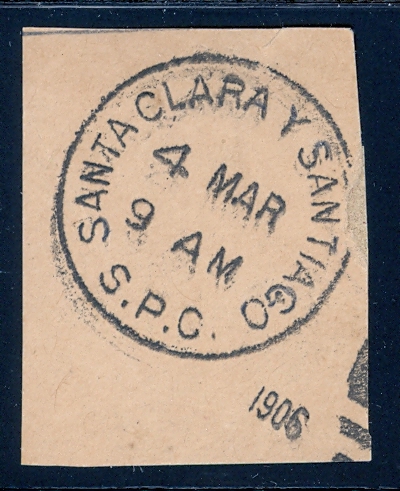 SANTA CLARA Y SANTIAGO
4 MAR
9 AM
S.P.C.
1906